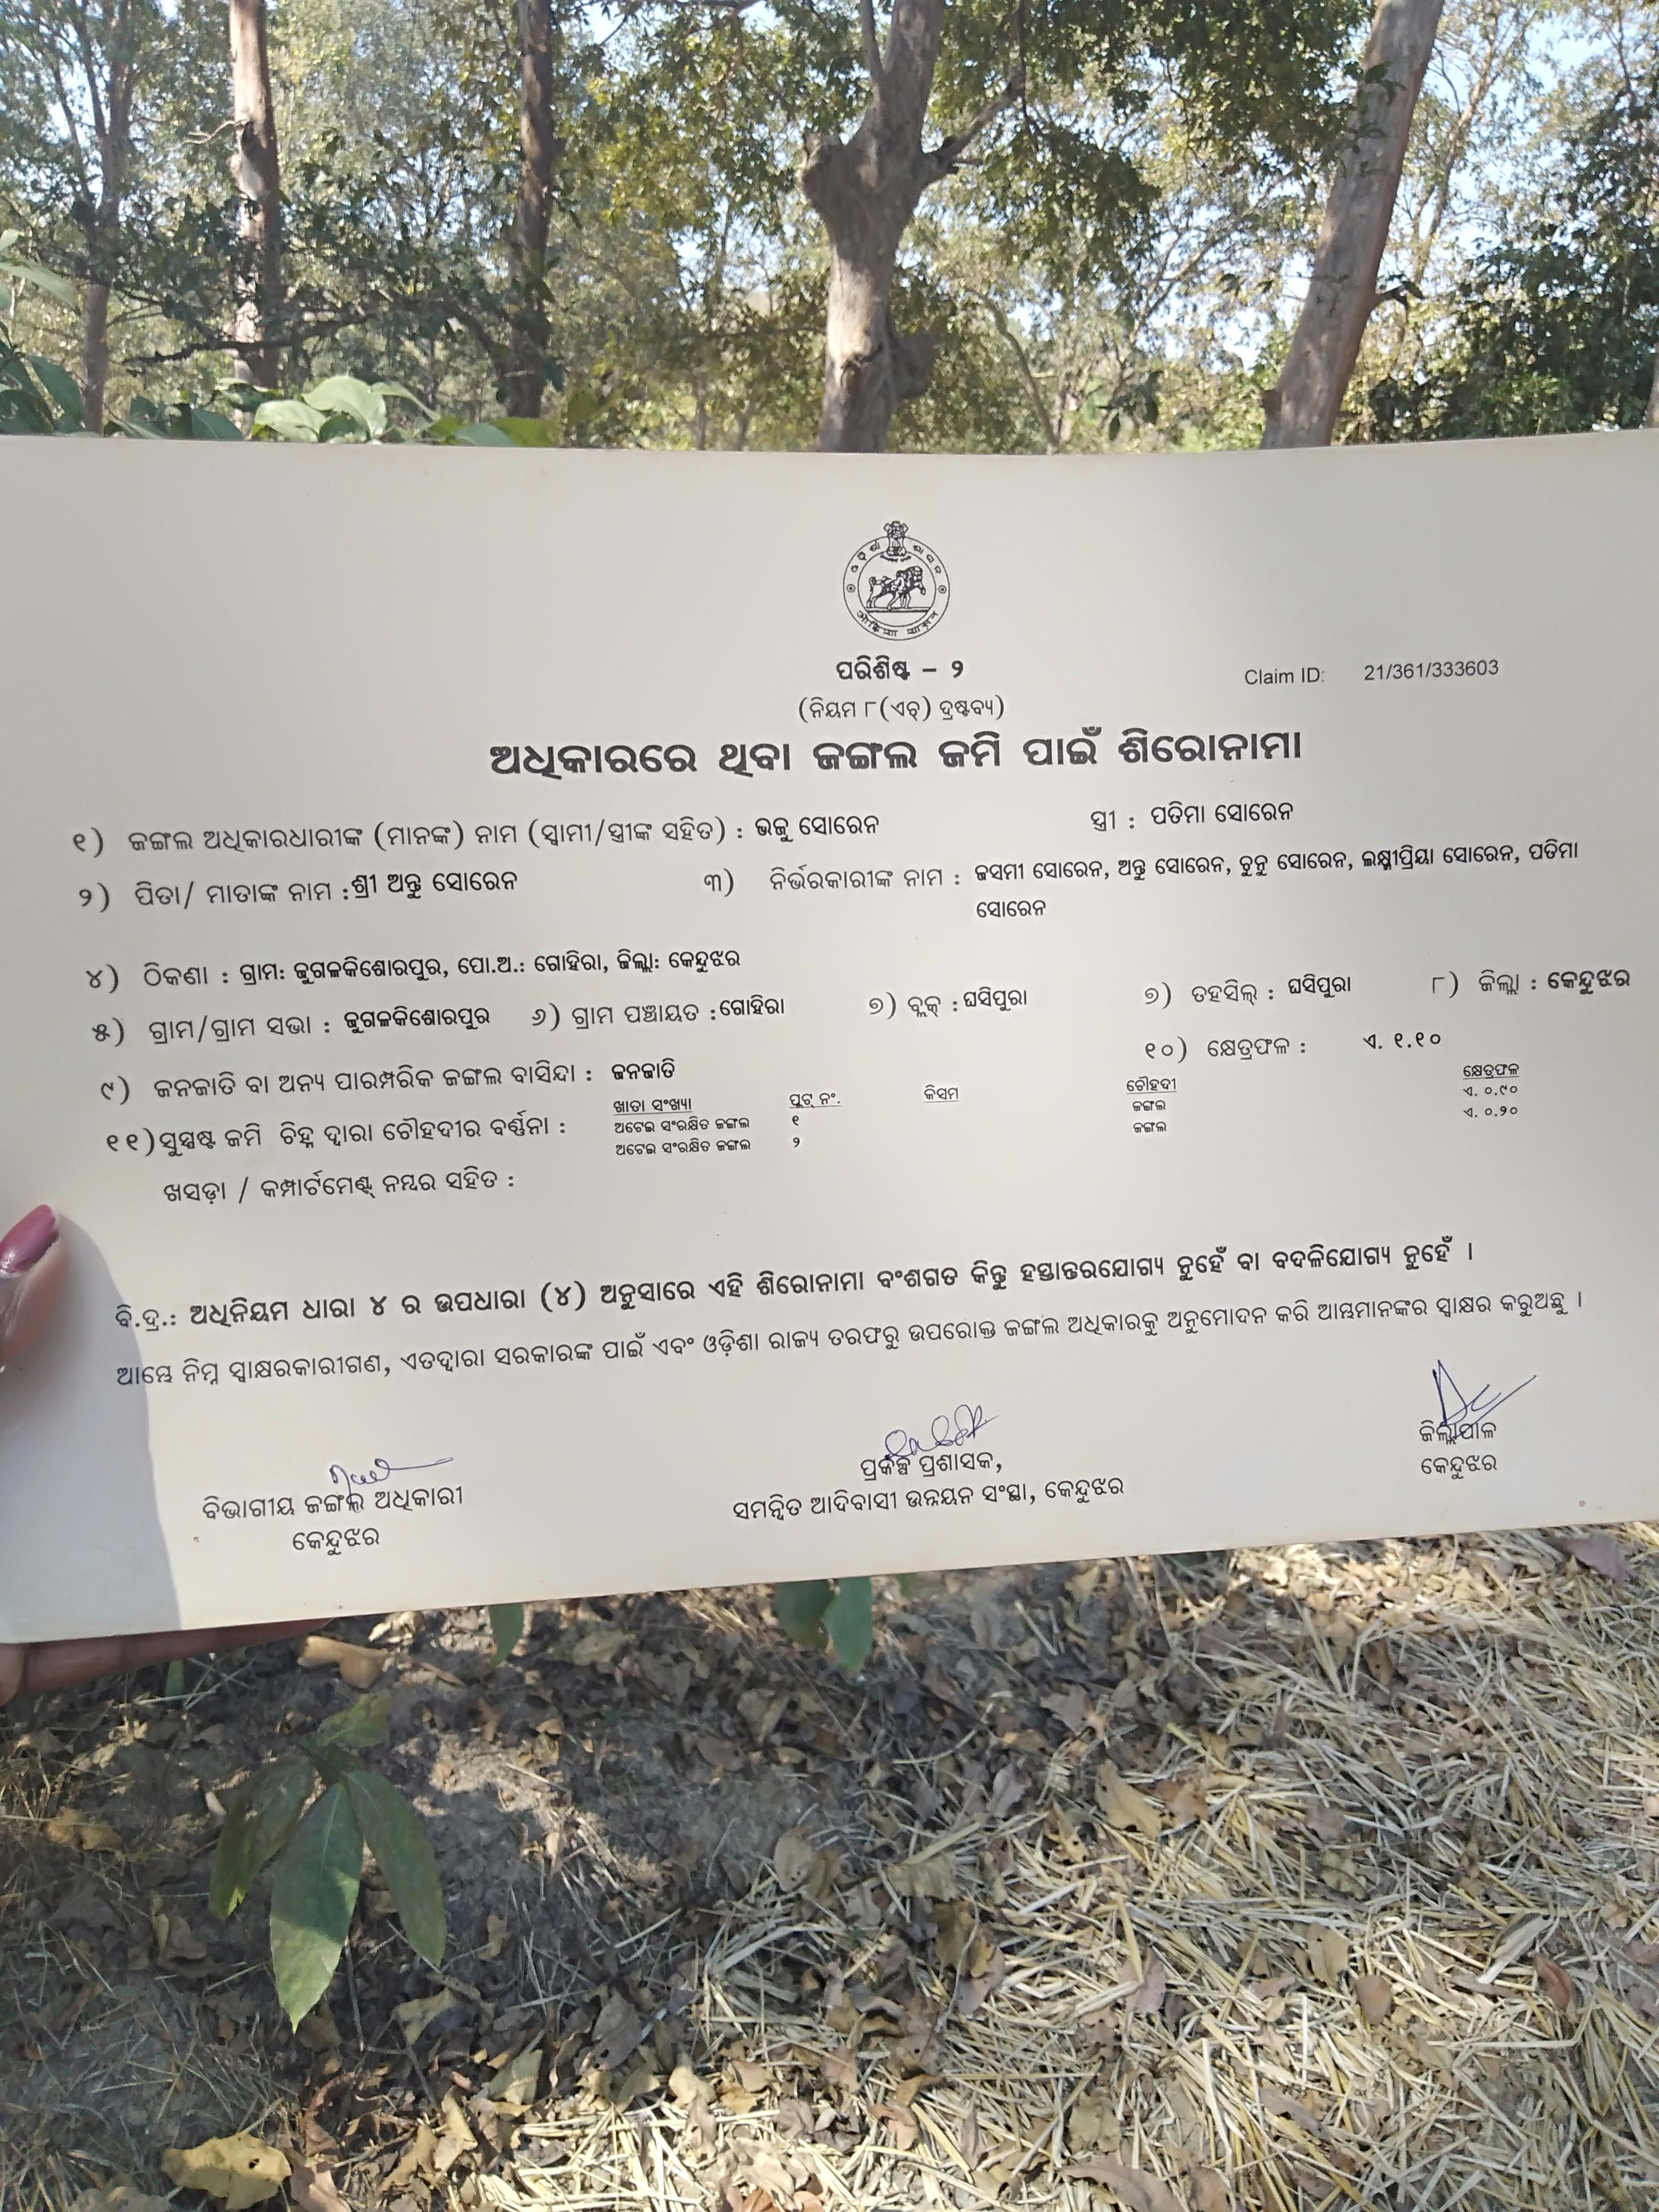 ଓଡ଼ିଶା ଶାସନ
ओड़िशा शासन
ପରିଶିଷ୍ଟ – ୨
Claim ID: 21/361/333603
(ନିୟମ ୮(ଏଚ୍) ଦ୍ରଷ୍ଟବ୍ୟ)
ଅଧିକାରରେ ଥିବା ଜଙ୍ଗଲ ଜମି ପାଇଁ ଶିରୋନାମା
୧) ଜଙ୍ଗଲ ଅଧିକାରଧାରୀଙ୍କ (ମାନଙ୍କ) ନାମ (ସ୍ୱାମୀ/ସ୍ତ୍ରୀଙ୍କ ସହିତ) : ଭଜୁ ସୋରେନ ସ୍ତ୍ରୀ : ପତିମା ସୋରେନ
୨) ପିତା/ ମାତାଙ୍କ ନାମ : ଶ୍ରୀ ଅନ୍ତୁ ସୋରେନ ୩) ନିର୍ଭରକାରୀଙ୍କ ନାମ : ଜସମୀ ସୋରେନ, ଅନ୍ତୁ ସୋରେନ, ଚୁନୁ ସୋରେନ, ଲକ୍ଷ୍ମୀପ୍ରିୟା ସୋରେନ, ପତିମା
ସୋରେନ
୪) ଠିକଣା : ଗ୍ରାମ: ଜୁଗଳକିଶୋରପୁର, ପୋ.ଅ.: ଗୋହିରା, ଜିଲ୍ଲା: କେନ୍ଦୁଝର
୫) ଗ୍ରାମ/ଗ୍ରାମ ସଭା : ଜୁଗଳକିଶୋରପୁର ୬) ଗ୍ରାମ ପଞ୍ଚାୟତ : ଗୋହିରା ୭) ବ୍ଲକ୍ : ଘସିପୁରା ୭) ତହସିଲ୍ : ଘସିପୁରା ୮) ଜିଲ୍ଲା : କେନ୍ଦୁଝର
୯) ଜନଜାତି ବା ଅନ୍ୟ ପାରମ୍ପରିକ ଜଙ୍ଗଲ ବାସିନ୍ଦା : ଜନଜାତି ୧୦) କ୍ଷେତ୍ରଫଳ : ଏ. ୧.୧୦
ଖାତା ସଂଖ୍ୟା ପ୍ଲଟ୍ ନଂ. କିସମ ଚୌହଦୀ କ୍ଷେତ୍ରଫଳ
୧୧) ସୁସ୍ପଷ୍ଟ ଜମି ଚିହ୍ନ ଦ୍ୱାରା ଚୌହଦୀର ବର୍ଣ୍ଣନା : ଅଟେଇ ସଂରକ୍ଷିତ ଜଙ୍ଗଲ ୧ ଜଙ୍ଗଲ ଏ. ୦.୯୦
ଅଟେଇ ସଂରକ୍ଷିତ ଜଙ୍ଗଲ ୨ ଜଙ୍ଗଲ ଏ. ୦.୨୦
ଖସଡ଼ା / କମ୍ପାର୍ଟମେଣ୍ଟ୍ ନମ୍ବର ସହିତ :
ବି.ଦ୍ର.: ଅଧିନିୟମ ଧାରା ୪ ର ଉପଧାରା (୪) ଅନୁସାରେ ଏହି ଶିରୋନାମା ବଂଶଗତ କିନ୍ତୁ ହସ୍ତାନ୍ତରଯୋଗ୍ୟ ନୁହେଁ ବା ବଦଳିଯୋଗ୍ୟ ନୁହେଁ ।
ଆମ୍ଭେ ନିମ୍ନ ସ୍ୱାକ୍ଷରକାରୀଗଣ, ଏତଦ୍ୱାରା ସରକାରଙ୍କ ପାଇଁ ଏବଂ ଓଡ଼ିଶା ରାଜ୍ୟ ତରଫରୁ ଉପରୋକ୍ତ ଜଙ୍ଗଲ ଅଧିକାରକୁ ଅନୁମୋଦନ କରି ଆମ୍ଭମାନଙ୍କର ସ୍ୱାକ୍ଷର କରୁଅଛୁ ।
ବିଭାଗୀୟ ଜଙ୍ଗଲ ଅଧିକାରୀ
କେନ୍ଦୁଝର
ପ୍ରକଳ୍ପ ପ୍ରଶାସକ,
ସମନ୍ୱିତ ଆଦିବାସୀ ଉନ୍ନୟନ ସଂସ୍ଥା, କେନ୍ଦୁଝର
ଜିଲ୍ଲାପାଳ
କେନ୍ଦୁଝର